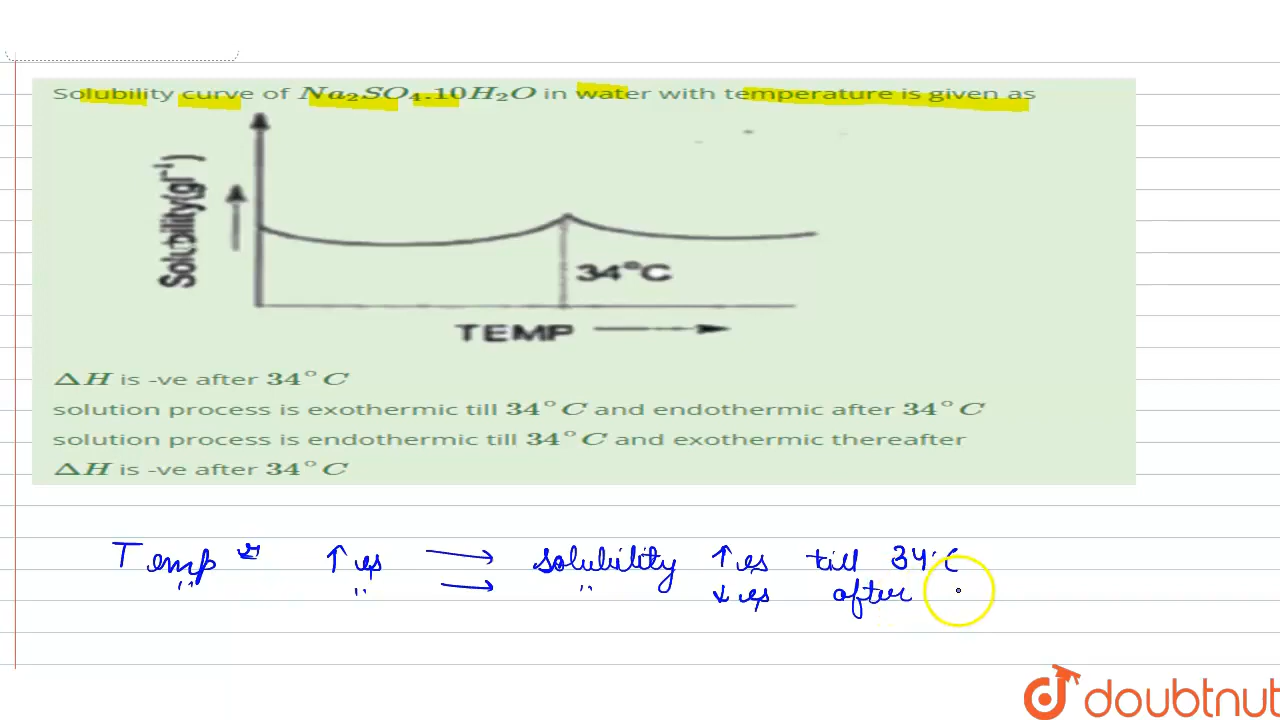 Solubility curve of Na₂SO₄.10H₂O in water with temperature is given as
Solubility(gl⁻¹)
34°C
TEMP
ΔH is -ve after 34°C
solution process is exothermic till 34°C and endothermic after 34°C
solution process is endothermic till 34°C and exothermic thereafter
ΔH is -ve after 34°C
Temp ↑es → solubility ↑es till 34°C
" " → " ↓es after
doubtnut